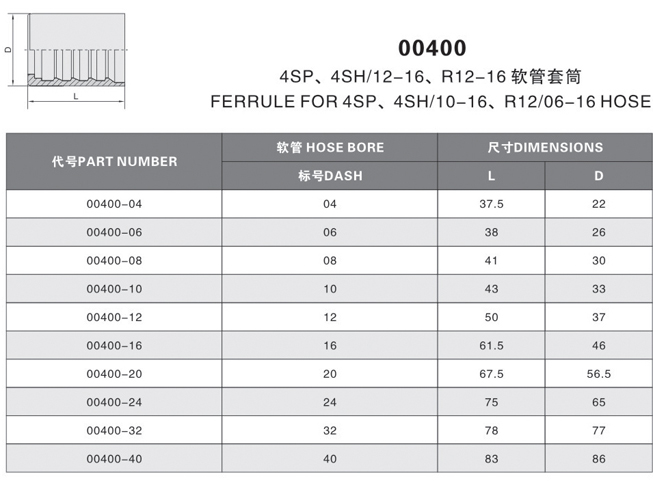 D
L
00400
4SP、4SH/12-16、R12-16 软管套筒
FERRULE FOR 4SP、4SH/10-16、R12/06-16 HOSE
代号PART NUMBER 软管 HOSE BORE 尺寸DIMENSIONS
标号DASH L D
00400-04 04 37.5 22
00400-06 06 38 26
00400-08 08 41 30
00400-10 10 43 33
00400-12 12 50 37
00400-16 16 61.5 46
00400-20 20 67.5 56.5
00400-24 24 75 65
00400-32 32 78 77
00400-40 40 83 86